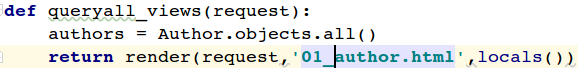 def queryall_views(request):
    authors = Author.objects.all()
    return render(request,'01_author.html',locals())